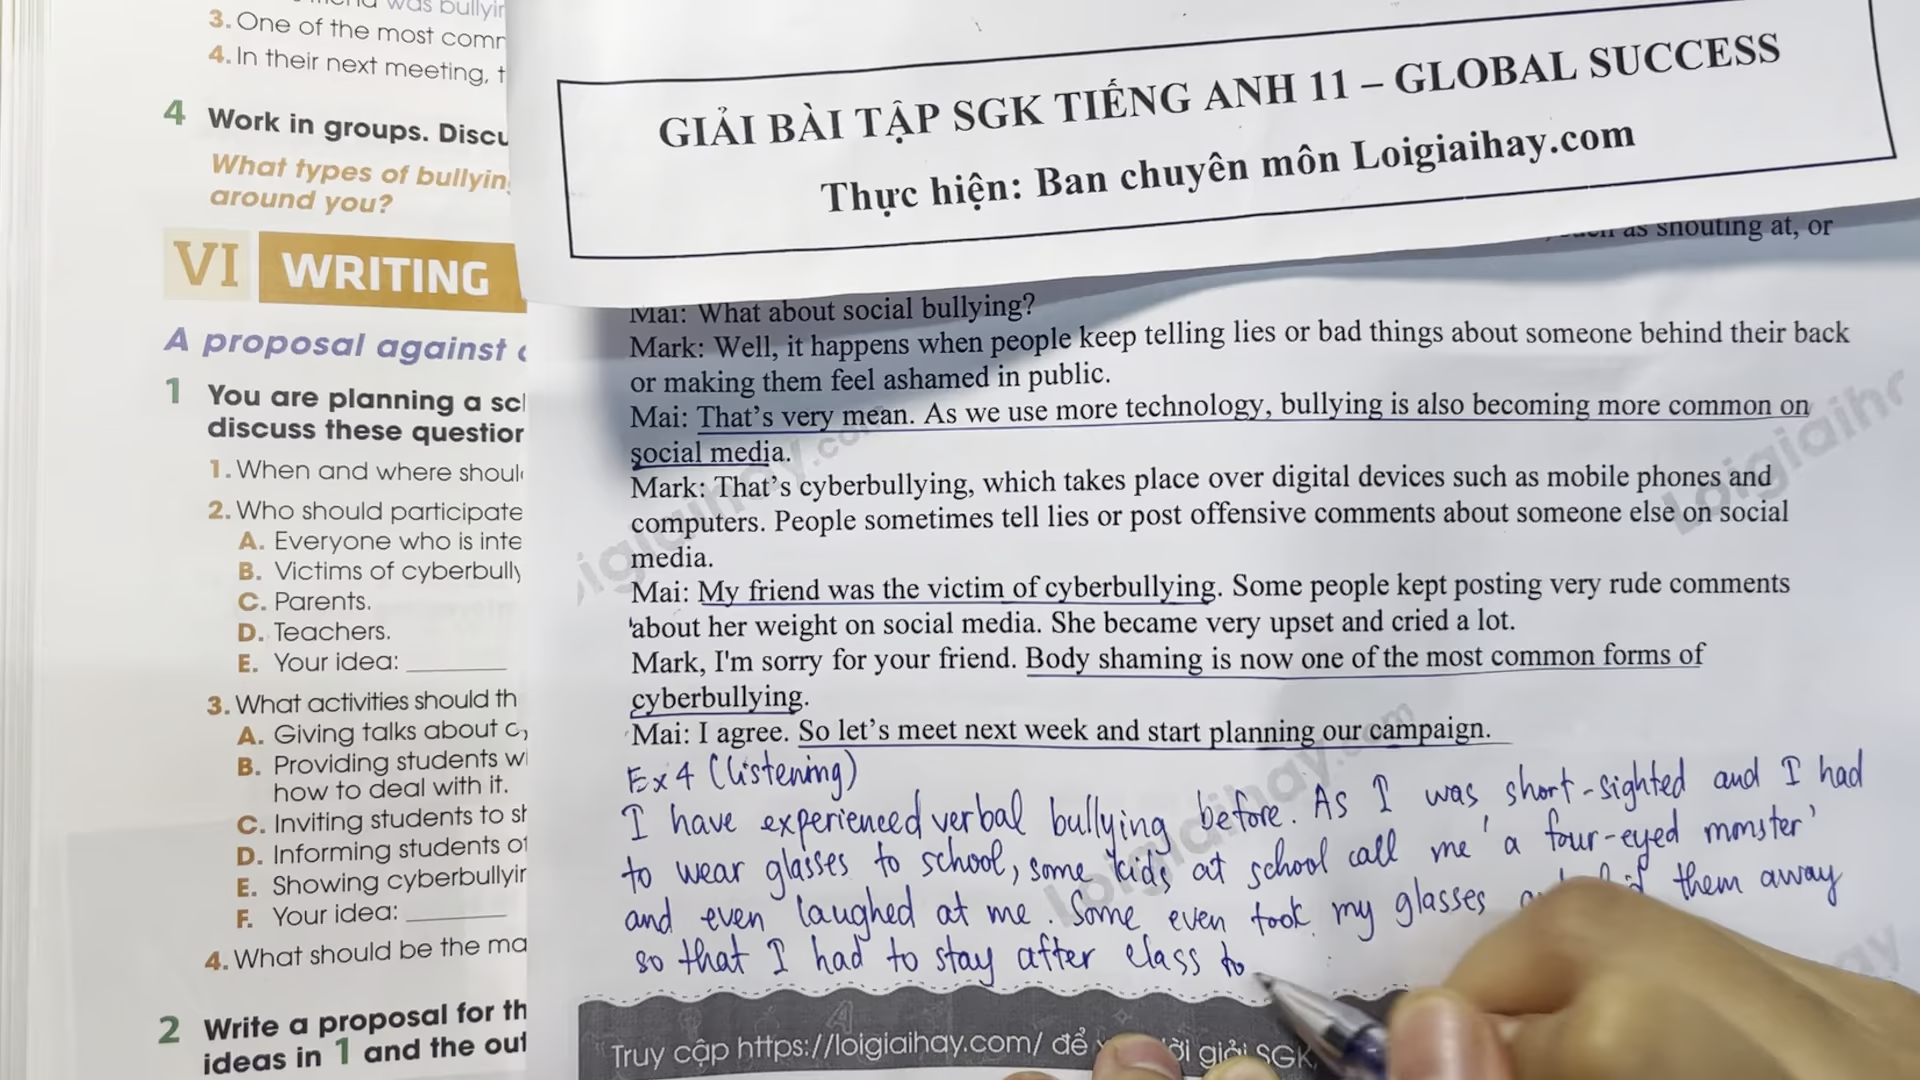 was bullyin
3. One of the most comm
4. In their next meeting, t
4 Work in groups. Discu
What types of bullyin
around you?
VI WRITING
A proposal against
1 You are planning a sch
discuss these question
1. When and where shoul
2. Who should participate
A. Everyone who is inte
B. Victims of cyberbully
C. Parents.
D. Teachers.
E. Your idea: ________
3. What activities should th
A. Giving talks about cy
B. Providing students wi
how to deal with it.
C. Inviting students to sh
D. Informing students of
E. Showing cyberbullyin
F. Your idea: ________
4. What should be the ma
2 Write a proposal for th
ideas in 1 and the out
GIẢI BÀI TẬP SGK TIẾNG ANH 11 – GLOBAL SUCCESS
Thực hiện: Ban chuyên môn Loigiaihay.com
as shouting at, or
Mai: What about social bullying?
Mark: Well, it happens when people keep telling lies or bad things about someone behind their back
or making them feel ashamed in public.
Mai: That's very mean. As we use more technology, bullying is also becoming more common on
social media.
Mark: That's cyberbullying, which takes place over digital devices such as mobile phones and
computers. People sometimes tell lies or post offensive comments about someone else on social
media.
Mai: My friend was the victim of cyberbullying. Some people kept posting very rude comments
about her weight on social media. She became very upset and cried a lot.
Mark, I'm sorry for your friend. Body shaming is now one of the most common forms of
cyberbullying.
Mai: I agree. So let's meet next week and start planning our campaign.
Ex 4 (listening)
I have experienced verbal bullying before. As I was short-sighted and I had
to wear glasses to school, some kids at school call me 'a four-eyed monster'
and even laughed at me. Some even took my glasses them away
so that I had to stay after class to
Truy cập https://loigiaihay.com/ để giải SGK,